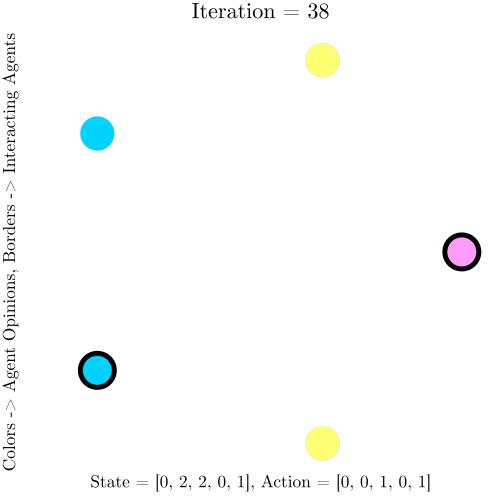 Iteration = 38
Colors -> Agent Opinions, Borders -> Interacting Agents
State = [0, 2, 2, 0, 1], Action = [0, 0, 1, 0, 1]